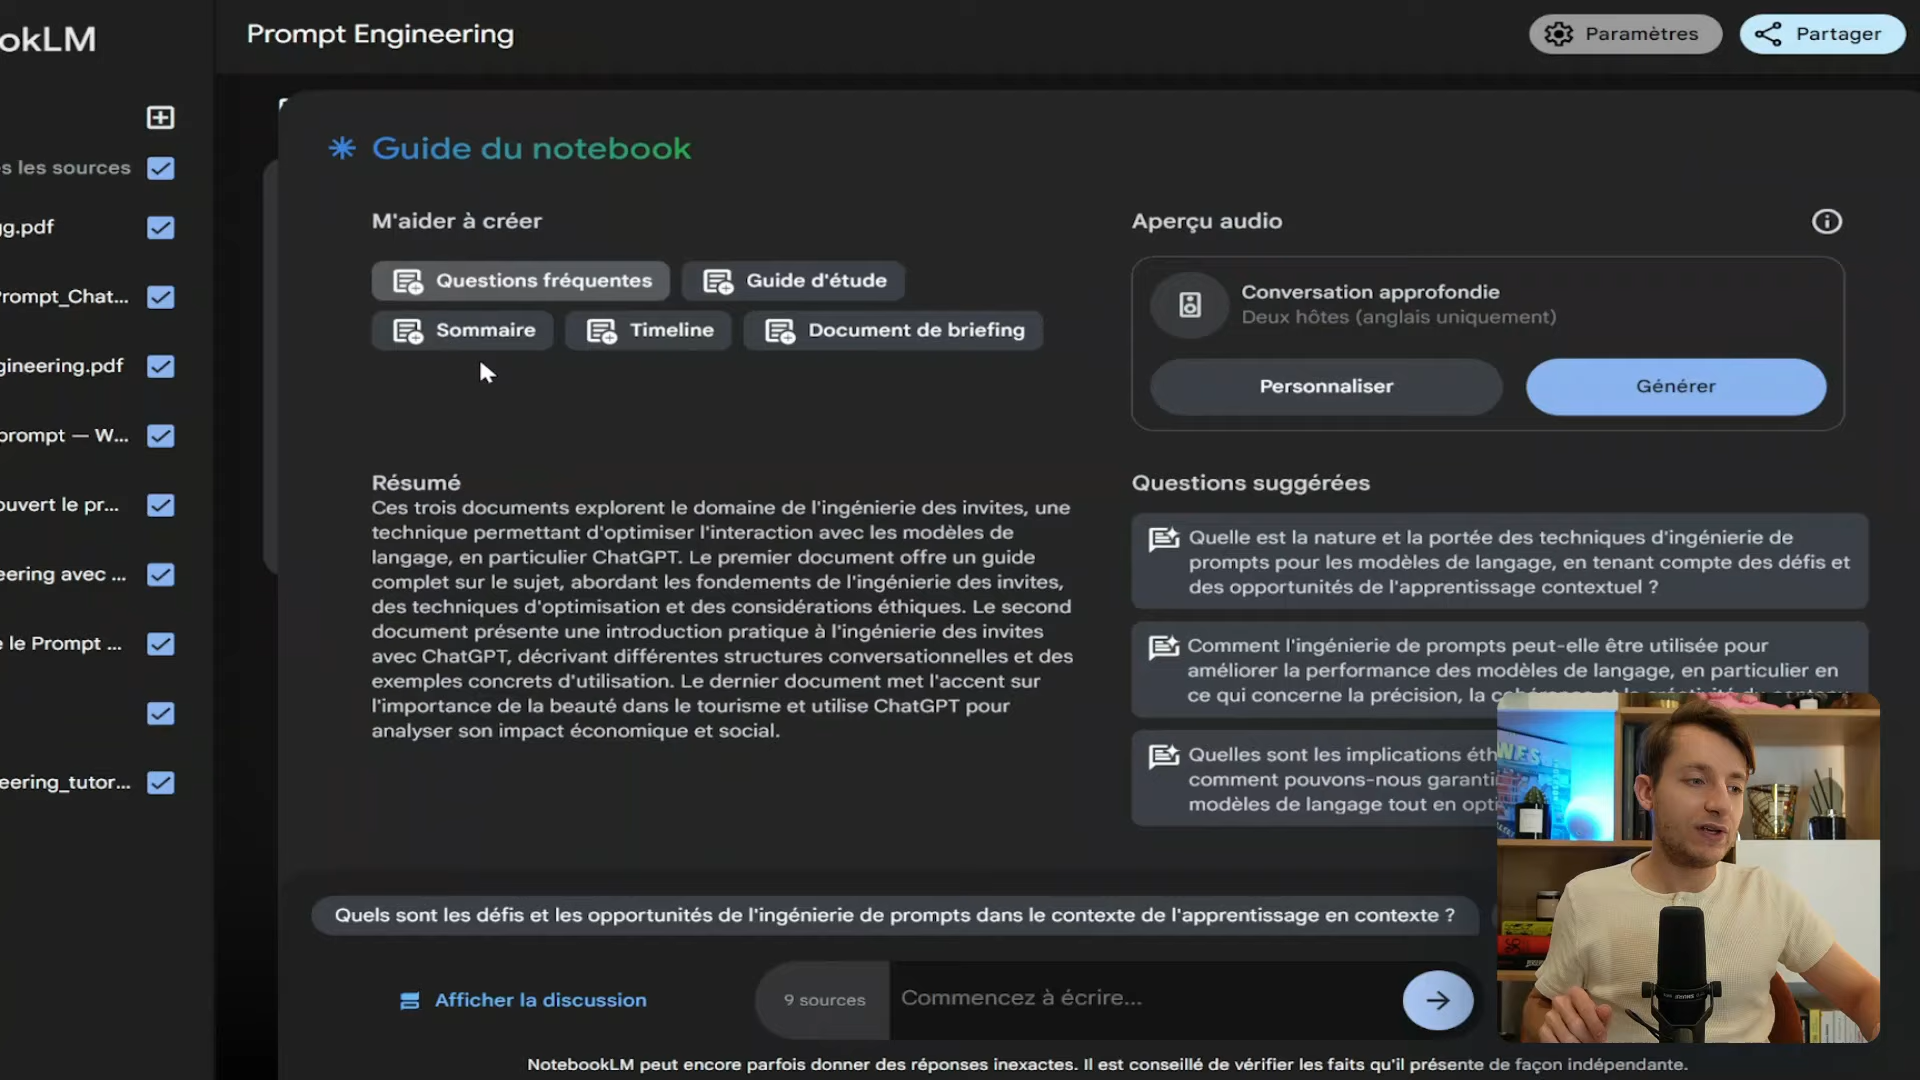 okLM
Prompt Engineering
Paramètres
Partager
s les sources
g.pdf
rompt_Chat...
gineering.pdf
prompt — W...
ouvert le pr...
eering avec ...
e le Prompt ...
eering_tutor...
Guide du notebook
M'aider à créer
Questions fréquentes
Guide d'étude
Sommaire
Timeline
Document de briefing
Résumé
Ces trois documents explorent le domaine de l'ingénierie des invites, une
technique permettant d'optimiser l'interaction avec les modèles de
langage, en particulier ChatGPT. Le premier document offre un guide
complet sur le sujet, abordant les fondements de l'ingénierie des invites,
des techniques d'optimisation et des considérations éthiques. Le second
document présente une introduction pratique à l'ingénierie des invites
avec ChatGPT, décrivant différentes structures conversationnelles et des
exemples concrets d'utilisation. Le dernier document met l'accent sur
l'importance de la beauté dans le tourisme et utilise ChatGPT pour
analyser son impact économique et social.
Aperçu audio
Conversation approfondie
Deux hôtes (anglais uniquement)
Personnaliser
Générer
Questions suggérées
Quelle est la nature et la portée des techniques d'ingénierie de
prompts pour les modèles de langage, en tenant compte des défis et
des opportunités de l'apprentissage contextuel ?
Comment l'ingénierie de prompts peut-elle être utilisée pour
améliorer la performance des modèles de langage, en particulier en
ce qui concerne la précision, la
Quelles sont les implications éth
comment pouvons-nous garanti
modèles de langage tout en opti
Quels sont les défis et les opportunités de l'ingénierie de prompts dans le contexte de l'apprentissage en contexte ?
Afficher la discussion
9 sources
Commencez à écrire...
NotebookLM peut encore parfois donner des réponses inexactes. Il est conseillé de vérifier les faits qu'il présente de façon indépendante.